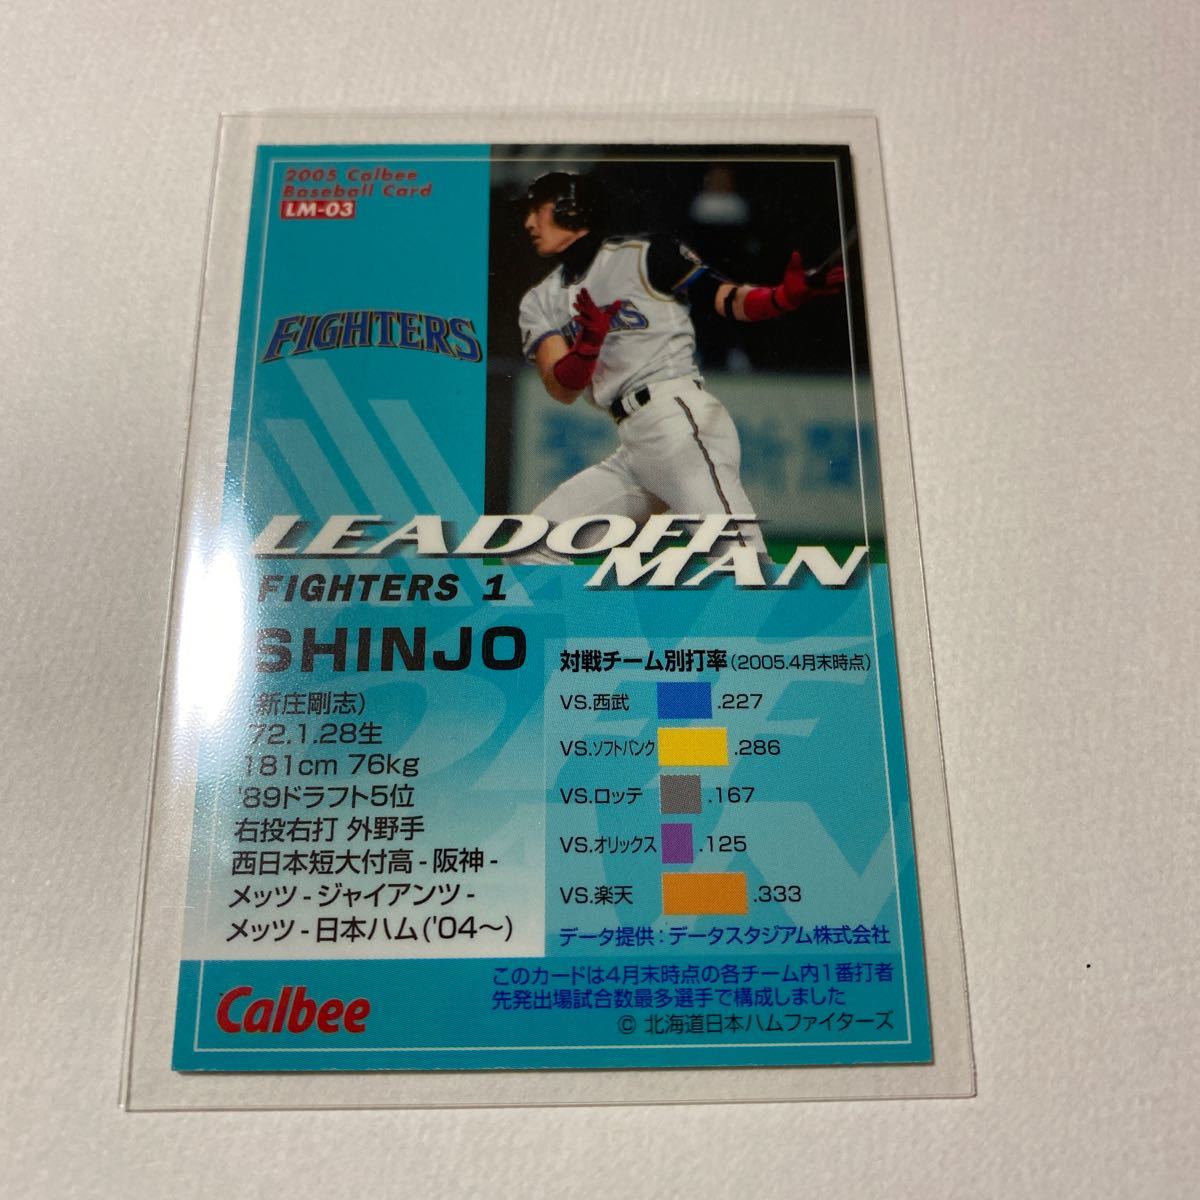 2005 Calbee
Baseball Card
LM-03
FIGHTERS
LEADOFF
MAN
FIGHTERS 1
SHINJO
(新庄剛志)
'72.1.28生
181cm 76kg
'89ドラフト5位
右投右打 外野手
西日本短大付高 - 阪神 -
メッツ - ジャイアンツ -
メッツ - 日本ハム('04〜)
対戦チーム別打率(2005.4月末時点)
VS.西武 .227
VS.ソフトバンク .286
VS.ロッテ .167
VS.オリックス .125
VS.楽天 .333
データ提供：データスタジアム株式会社
このカードは4月末時点の各チーム内1番打者
先発出場試合数最多選手で構成しました
© 北海道日本ハムファイターズ
Calbee